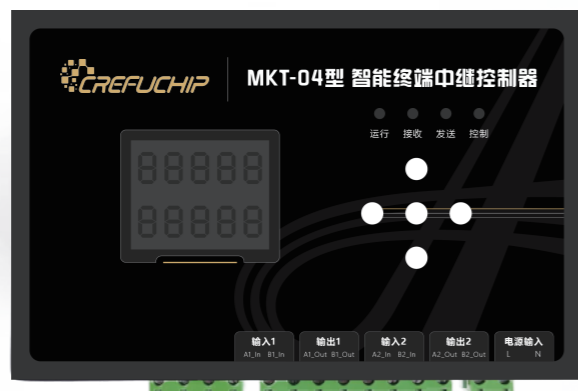 CREFUCHIP
MKT-04型 智能终端中继控制器
运行 接收 发送 控制
88888
88888
输入1 输出1 输入2 输出2 电源输入
A1_In B1_In A1_Out B1_Out A2_In B2_In A2_Out B2_Out L N